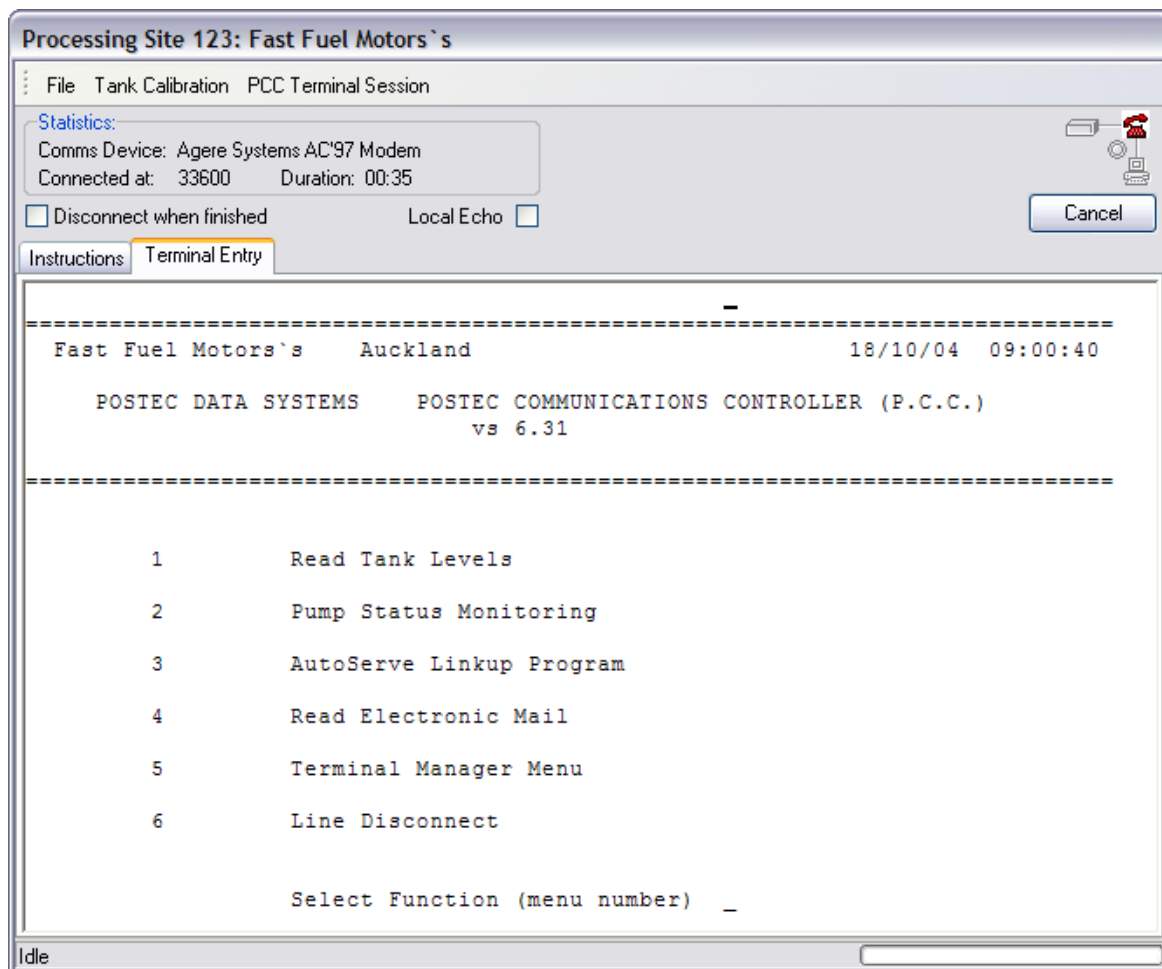 Processing Site 123: Fast Fuel Motors`s
File Tank Calibration PCC Terminal Session
Statistics:
Comms Device: Agere Systems AC'97 Modem
Connected at: 33600 Duration: 00:35
Disconnect when finished Local Echo Cancel
Instructions Terminal Entry
================================================================================
Fast Fuel Motors`s Auckland 18/10/04 09:00:40
POSTEC DATA SYSTEMS POSTEC COMMUNICATIONS CONTROLLER (P.C.C.)
vs 6.31
================================================================================
1 Read Tank Levels
2 Pump Status Monitoring
3 AutoServe Linkup Program
4 Read Electronic Mail
5 Terminal Manager Menu
6 Line Disconnect
Select Function (menu number) _
Idle